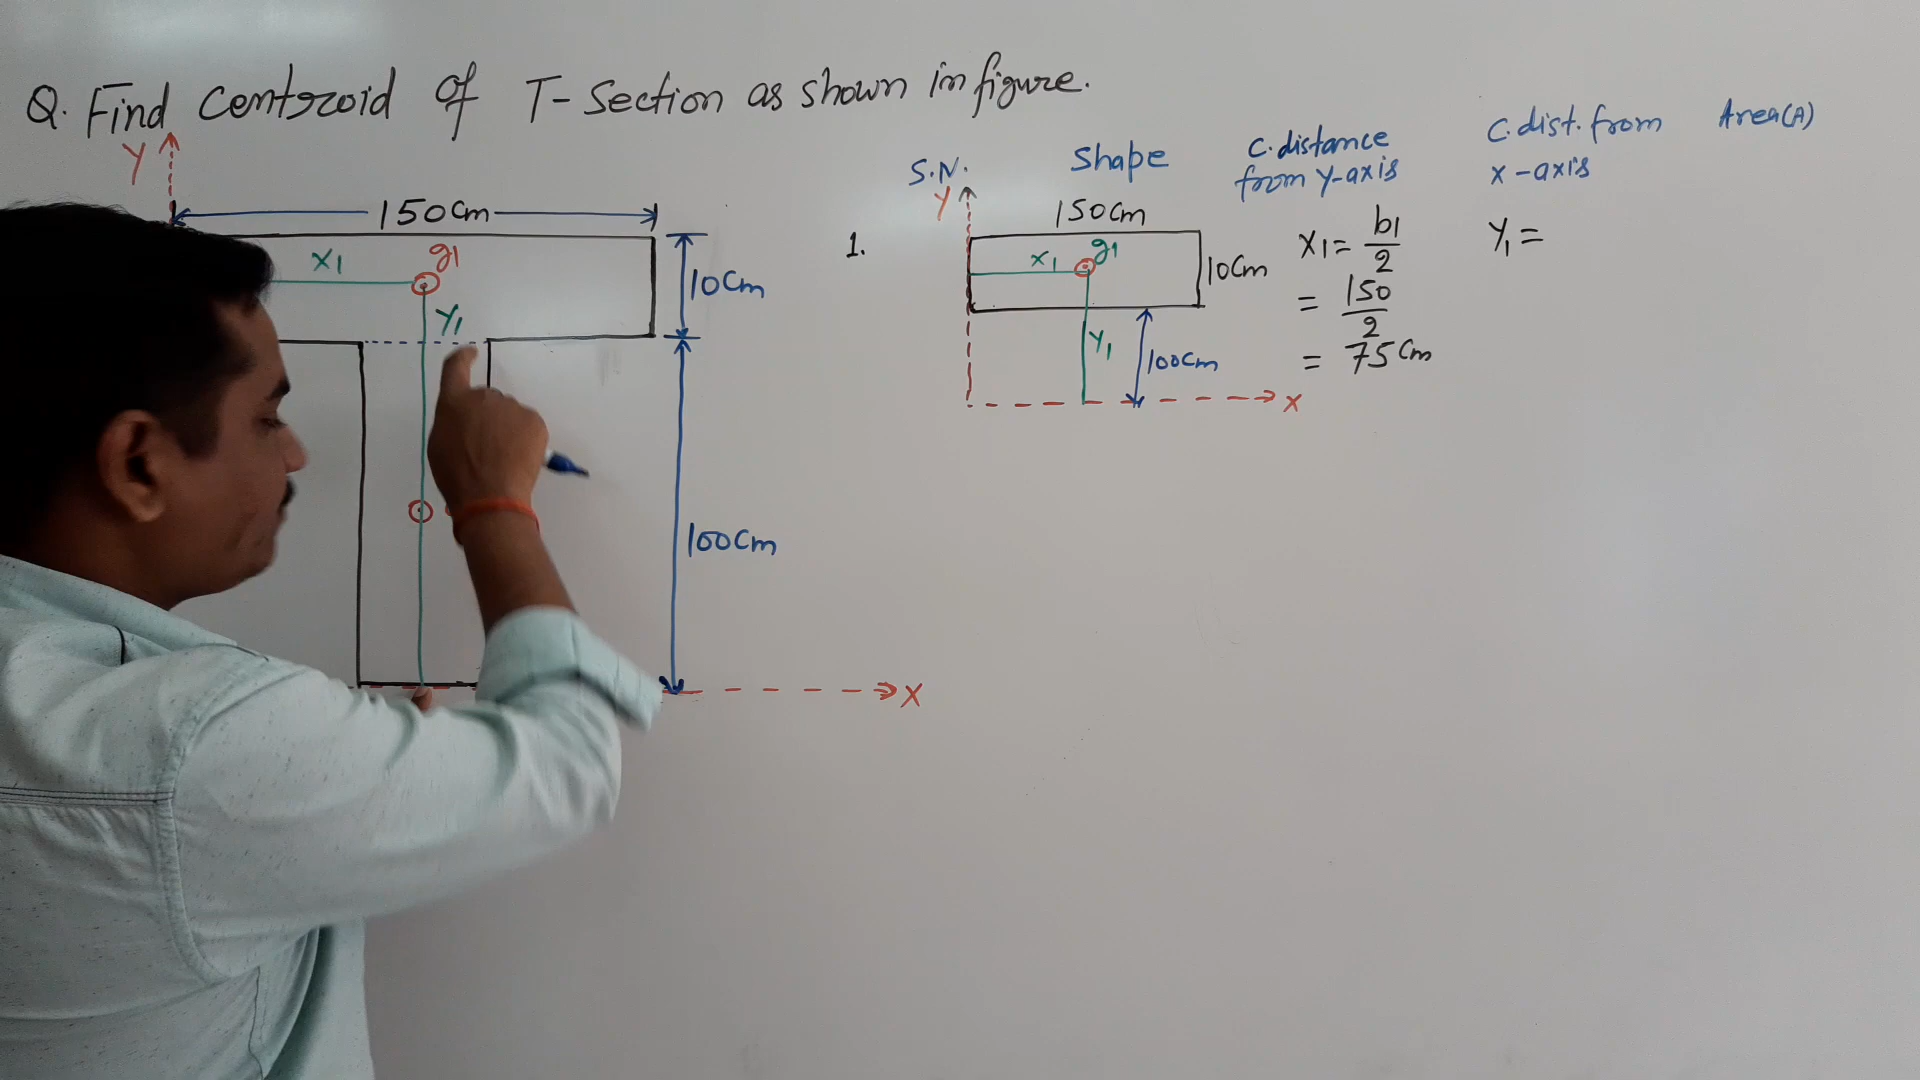 Q. Find Centroid of T-Section as shown in figure.
Y
150cm
X1
g1
Y1
10cm
100cm
X
S.N. Shape C.distance from Y-axis C.dist. from x-axis Area(A)
1.
Y
150cm
X1
g1
10cm
Y1
100cm
X
X1 = b1/2
= 150/2
= 75 cm
Y1 =